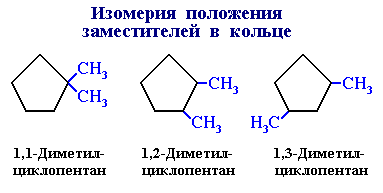 Изомерия положения
заместителей в кольце
CH3
CH3
CH3
CH3
CH3
H3C
1,1-Диметил-
циклопентан
1,2-Диметил-
циклопентан
1,3-Диметил-
циклопентан